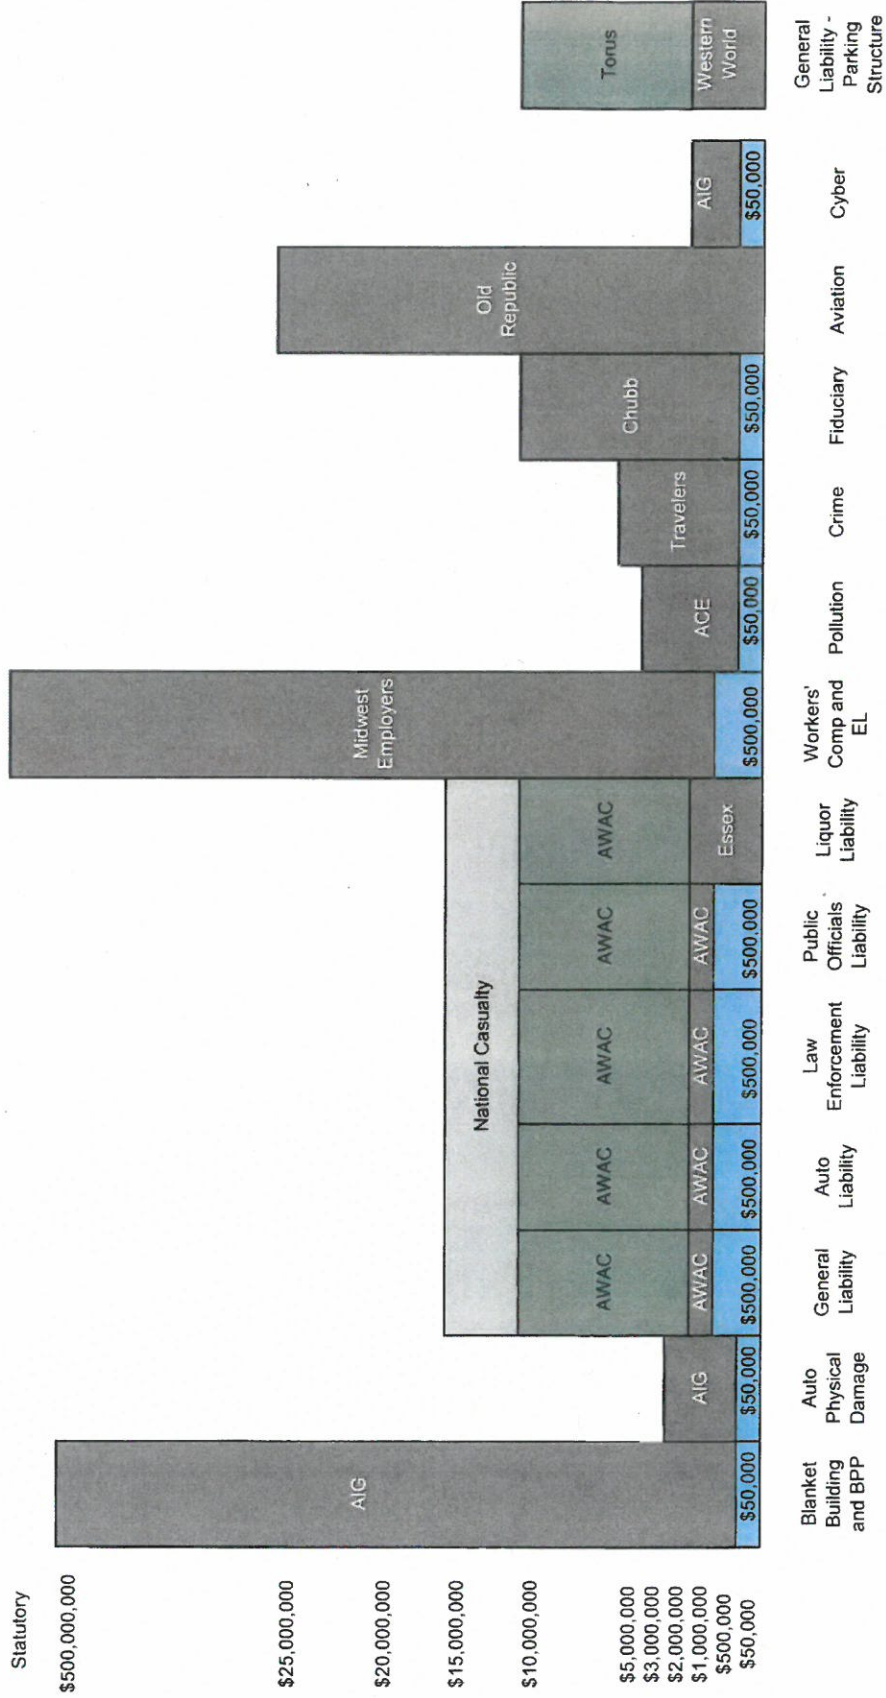 Statutory
$500,000,000
$25,000,000
$20,000,000
$15,000,000
$10,000,000
$5,000,000
$3,000,000
$2,000,000
$1,000,000
$500,000
$50,000
AIG
$50,000
Blanket
Building
and BPP
AIG
$50,000
Auto
Physical
Damage
National Casualty
AWAC
AWAC
$500,000
General
Liability
AWAC
AWAC
$500,000
Auto
Liability
AWAC
AWAC
$500,000
Law
Enforcement
Liability
AWAC
AWAC
$500,000
Public
Officials
Liability
AWAC
Essex
Liquor
Liability
Midwest
Employers
$500,000
Workers'
Comp and
EL
ACE
$50,000
Pollution
Travelers
$50,000
Crime
Chubb
$50,000
Fiduciary
Old
Republic
Aviation
AIG
$50,000
Cyber
Torus
Western
World
General
Liability -
Parking
Structure